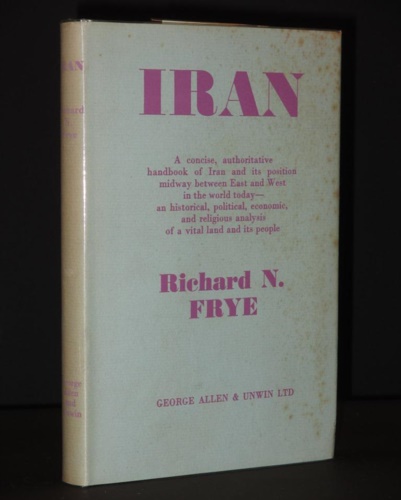 IRAN
A concise, authoritative
handbook of Iran and its position
midway between East and West
in the world today—
an historical, political, economic,
and religious analysis
of a vital land and its people
Richard N.
FRYE
GEORGE ALLEN & UNWIN LTD
IRAN